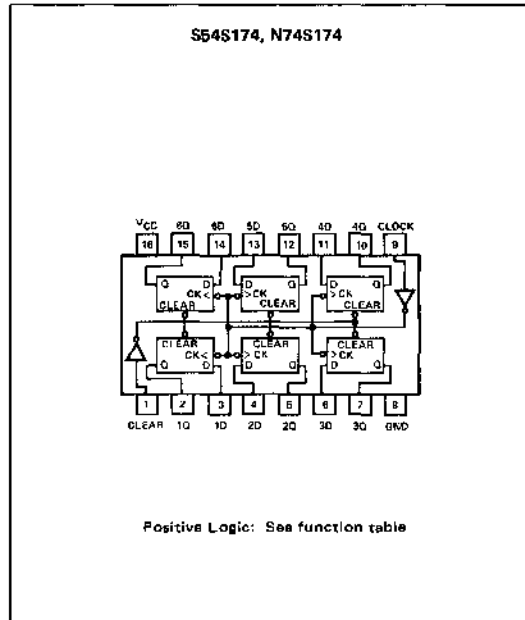 S54S174, N74S174
VCC 6Q 6D 5D 5Q 4D 4Q CLOCK
16 15 14 13 12 11 10 9
Q D D Q D Q
CK CK CK
CLEAR CLEAR CLEAR
CLEAR CLEAR CLEAR
CK CK CK
Q D D Q D Q
1 2 3 4 5 6 7 8
CLEAR 1Q 1D 2D 2Q 3D 3Q GND
Positive Logic: See function table